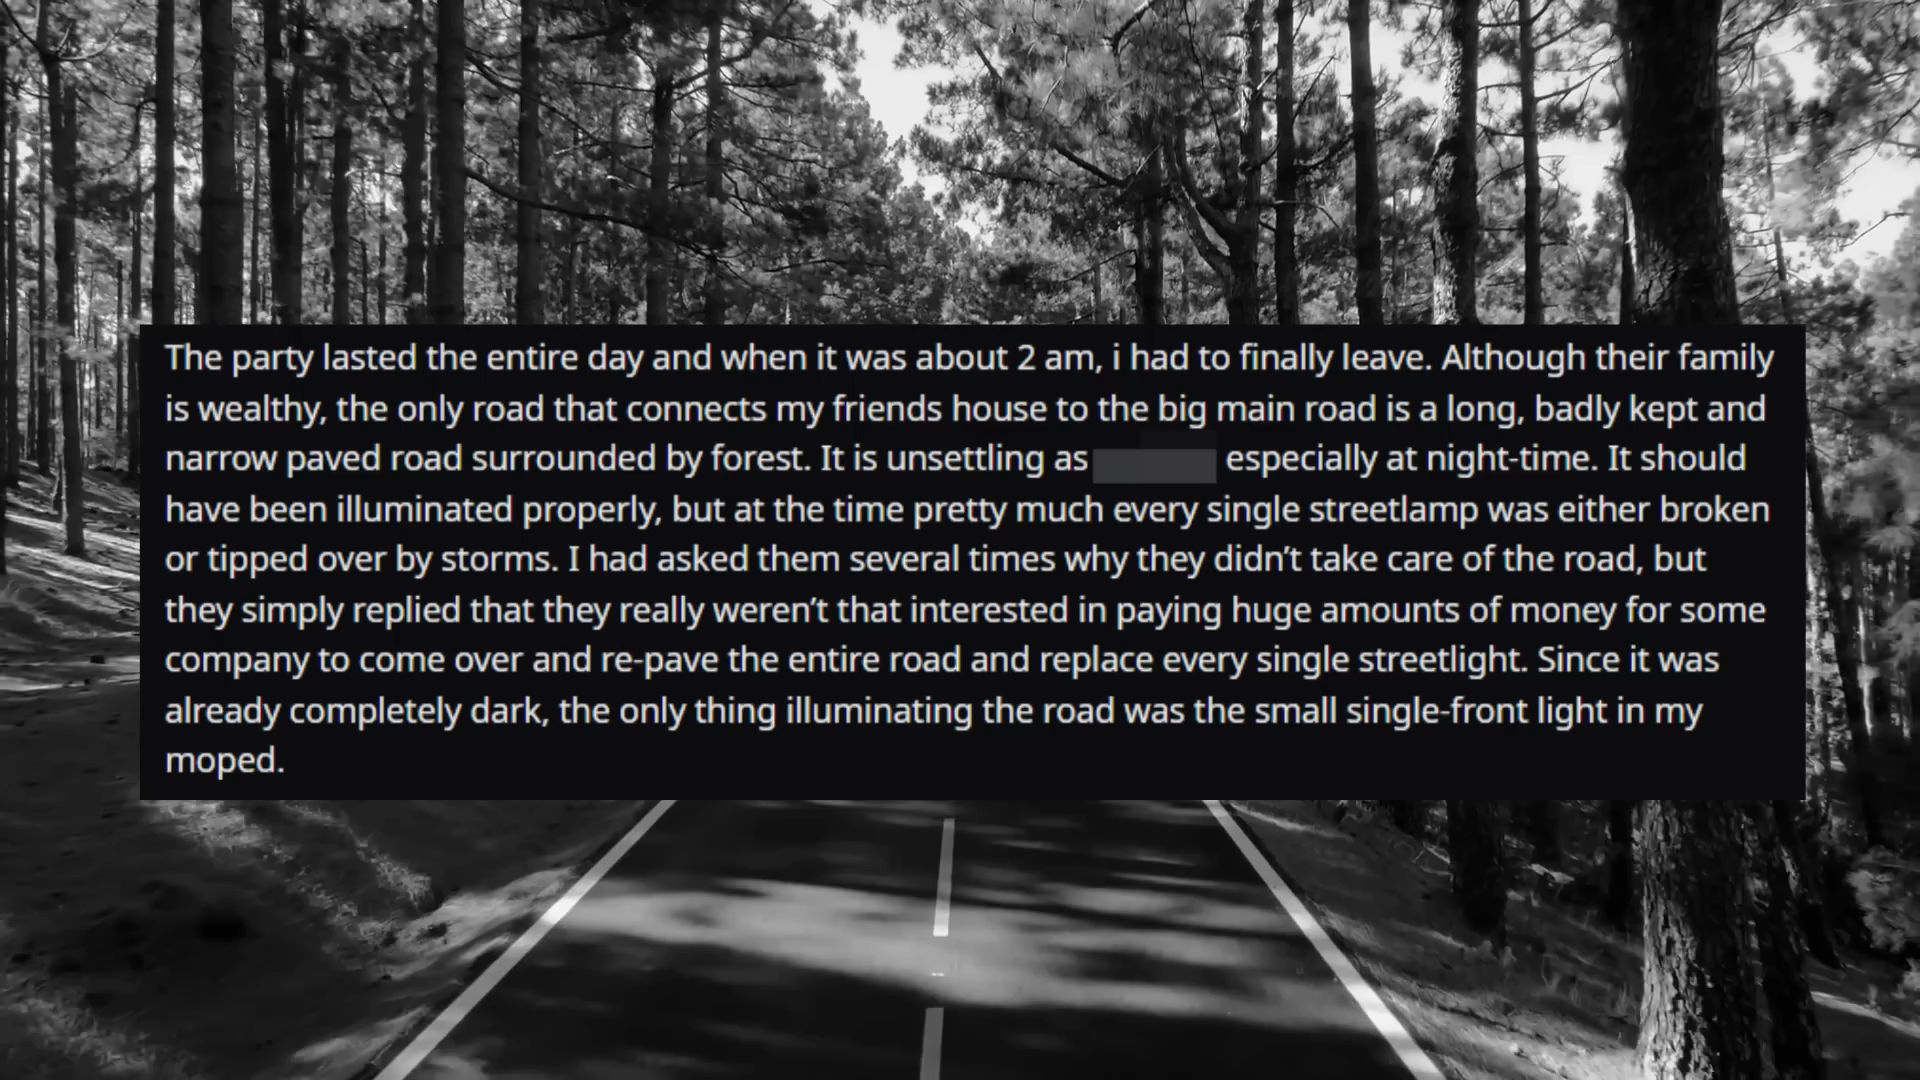 The party lasted the entire day and when it was about 2 am, i had to finally leave. Although their family
is wealthy, the only road that connects my friends house to the big main road is a long, badly kept and
narrow paved road surrounded by forest. It is unsettling as especially at night-time. It should
have been illuminated properly, but at the time pretty much every single streetlamp was either broken
or tipped over by storms. I had asked them several times why they didn’t take care of the road, but
they simply replied that they really weren’t that interested in paying huge amounts of money for some
company to come over and re-pave the entire road and replace every single streetlight. Since it was
already completely dark, the only thing illuminating the road was the small single-front light in my
moped.